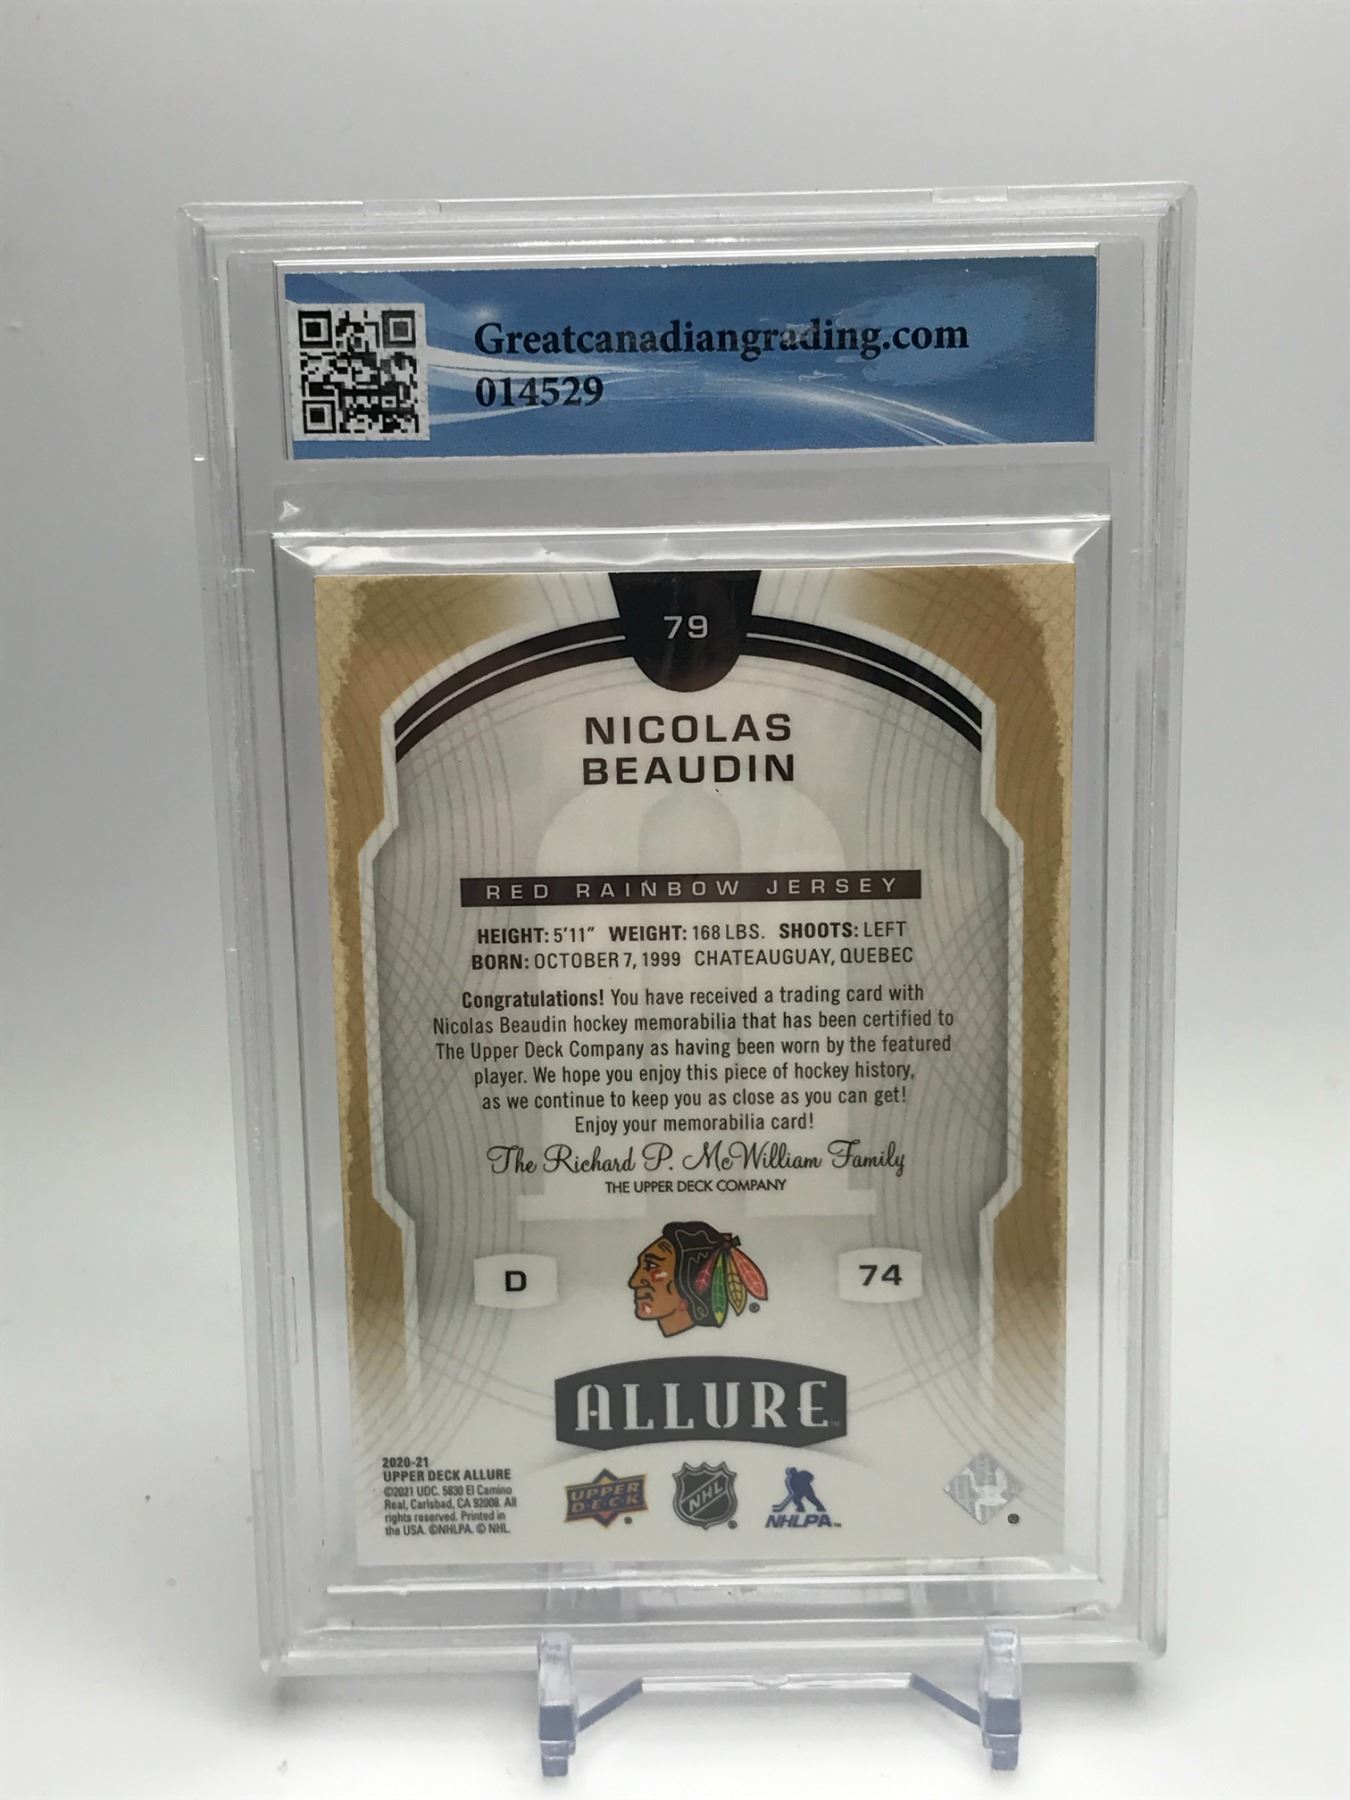 Greatcanadiangrading.com
014529
79
NICOLAS
BEAUDIN
RED RAINBOW JERSEY
HEIGHT: 5'11" WEIGHT: 168 LBS. SHOOTS: LEFT
BORN: OCTOBER 7, 1999 CHATEAUGUAY, QUEBEC
Congratulations! You have received a trading card with
Nicolas Beaudin hockey memorabilia that has been certified to
The Upper Deck Company as having been worn by the featured
player. We hope you enjoy this piece of hockey history,
as we continue to keep you as close as you can get!
Enjoy your memorabilia card!
The Richard P. McWilliam Family
THE UPPER DECK COMPANY
D
74
®
ALLURE™
2020-21
UPPER DECK ALLURE
©2021 UDC. 5830 El Camino
Real, Carlsbad, CA 92008. All
rights reserved. Printed in
the USA. ©NHLPA. © NHL.
UPPER
D·E·C·K®
NHL®
NHLPA™
®